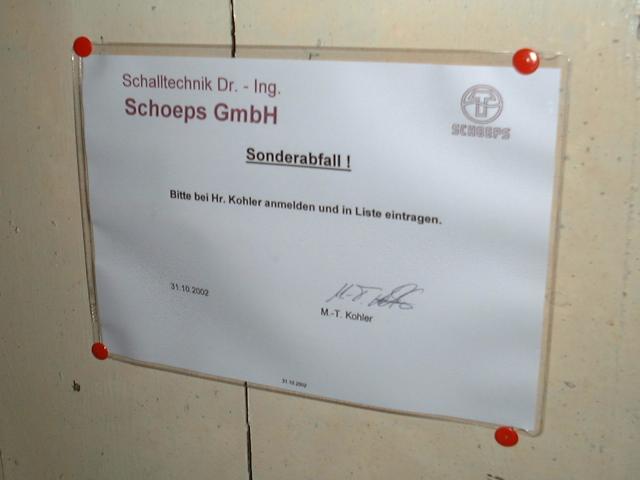 Schalltechnik Dr. - Ing.
Schoeps GmbH
SCHOEPS
Sonderabfall !
Bitte bei Hr. Kohler anmelden und in Liste eintragen.
31.10.2002
M.-T. Kohler
31.10.2002